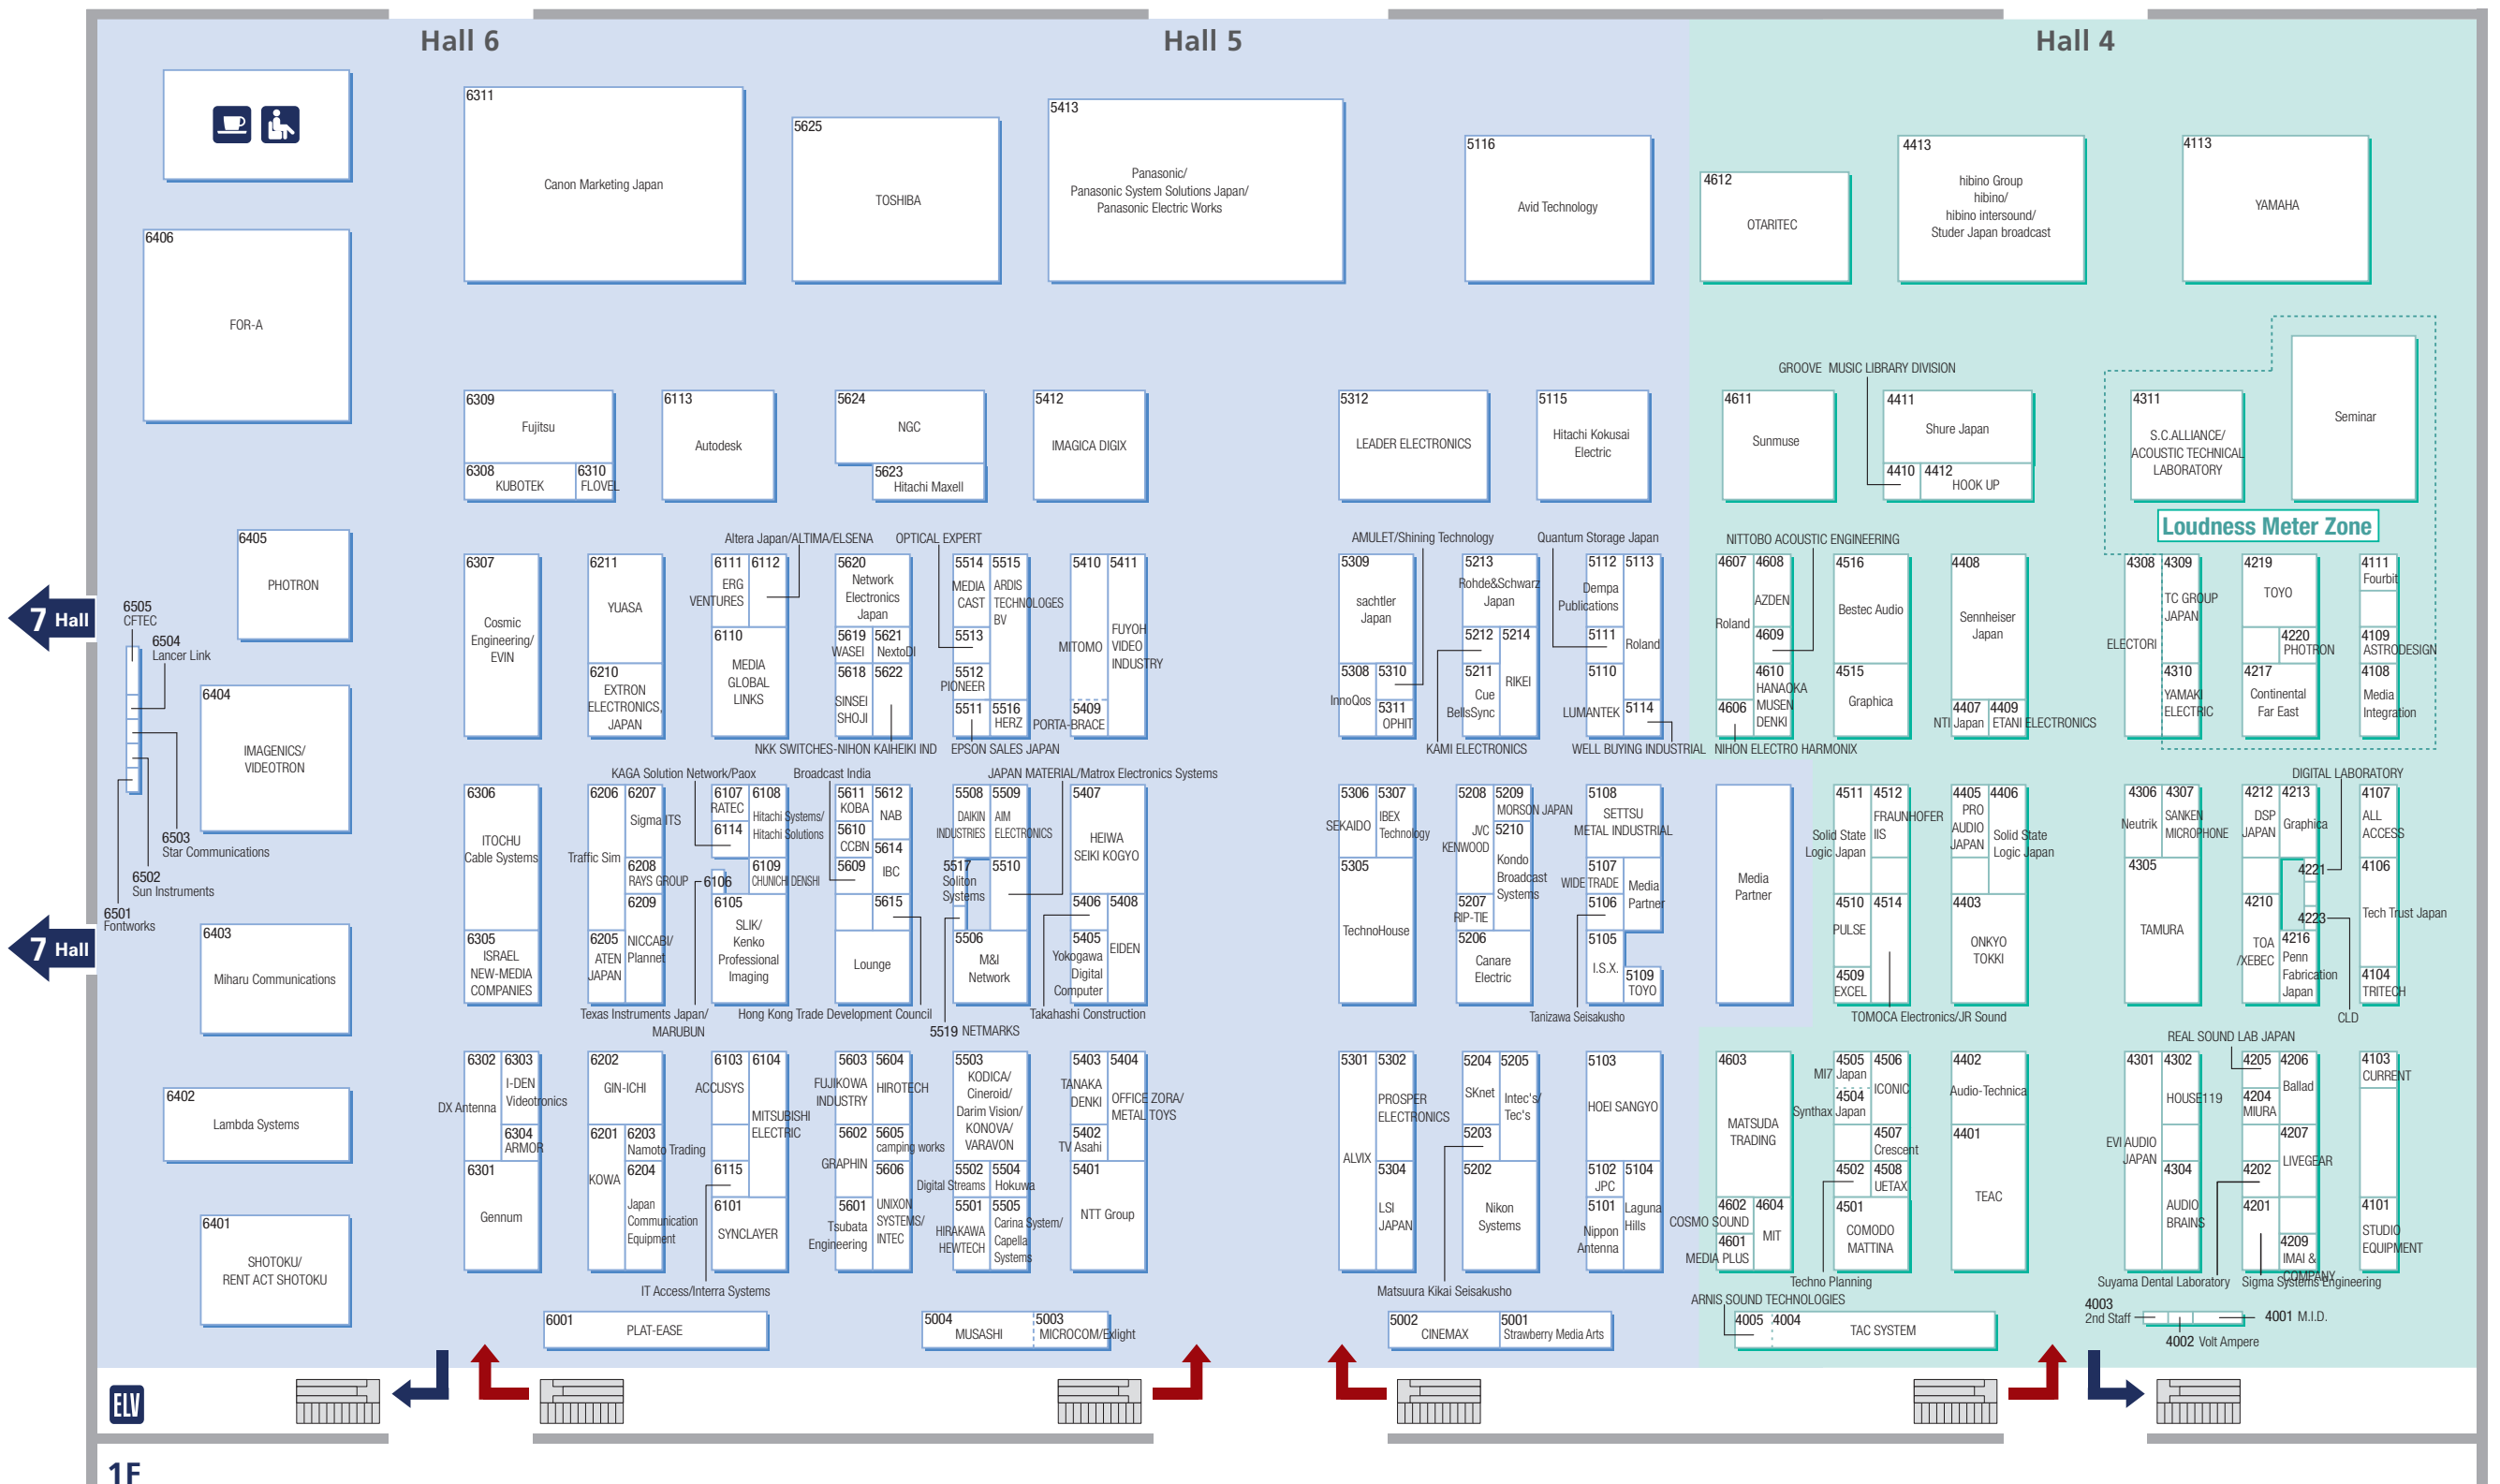 Hall 6
Hall 5
Hall 4
6311
Canon Marketing Japan
5625
TOSHIBA
5413
Panasonic/
Panasonic System Solutions Japan/
Panasonic Electric Works
5116
Avid Technology
4612
OTARITEC
4413
hibino Group
hibino/
hibino intersound/
Studer Japan broadcast
4113
YAMAHA
6406
FOR-A
6309
Fujitsu
6308
KUBOTEK
6310
FLOVEL
6113
Autodesk
5624
NGC
5623
Hitachi Maxell
5412
IMAGICA DIGIX
5312
LEADER ELECTRONICS
5115
Hitachi Kokusai
Electric
4611
Sunmuse
GROOVE MUSIC LIBRARY DIVISION
4411
Shure Japan
4410
4412
HOOK UP
4311
S.C.ALLIANCE/
ACOUSTIC TECHNICAL
LABORATORY
Seminar
Loudness Meter Zone
6405
PHOTRON
7 Hall
6505
CFTEC
6504
Lancer Link
6404
IMAGENICS/
VIDEOTRON
6503
Star Communications
6502
Sun Instruments
6501
Fontworks
7 Hall
6403
Miharu Communications
6402
Lambda Systems
6401
SHOTOKU/
RENT ACT SHOTOKU
6307
Cosmic
Engineering/
EVIN
6211
YUASA
6210
EXTRON
ELECTRONICS,
JAPAN
Altera Japan/ALTIMA/ELSENA
6111
ERG
VENTURES
6112
6110
MEDIA
GLOBAL
LINKS
5620
Network
Electronics
Japan
5619
WASEI
5621
NextoDI
5618
SINSEI
SHOJI
5622
NKK SWITCHES-NIHON KAIHEIKI IND
OPTICAL EXPERT
5514
MEDIA
CAST
5515
ARDIS
TECHNOLOGES
BV
5513
5512
PIONEER
5511
5516
HERZ
EPSON SALES JAPAN
5410
MITOMO
5411
FUYOH
VIDEO
INDUSTRY
5409
PORTA-BRACE
AMULET/Shining Technology
5309
sachtler
Japan
5308
InnoQos
5310
5311
OPHIT
5213
Rohde&Schwarz
Japan
5212
5214
RIKEI
5211
Cue
BellsSync
KAMI ELECTRONICS
Quantum Storage Japan
5112
Dempa
Publications
5113
Roland
5111
5110
LUMANTEK
5114
WELL BUYING INDUSTRIAL
NITTOBO ACOUSTIC ENGINEERING
4607
Roland
4608
AZDEN
4609
4610
HANAOKA
MUSEN
DENKI
4606
NIHON ELECTRO HARMONIX
4516
Bestec Audio
4515
Graphica
4408
Sennheiser
Japan
4407
NTI Japan
4409
ETANI ELECTRONICS
4308
ELECTORI
4309
TC GROUP
JAPAN
4310
YAMAKI
ELECTRIC
4219
TOYO
4220
PHOTRON
4217
Continental
Far East
4111
Fourbit
4109
ASTRODESIGN
4108
Media
Integration
6306
ITOCHU
Cable Systems
6305
ISRAEL
NEW-MEDIA
COMPANIES
6206
Traffic Sim
6207
Sigma ITS
6208
RAYS GROUP
6209
NICCABI/
Plannet
6205
ATEN
JAPAN
KAGA Solution Network/Paox
6107
RATEC
6108
Hitachi Systems/
Hitachi Solutions
6114
6109
CHUNICHI DENSHI
6106
6105
SLIK/
Kenko
Professional
Imaging
Texas Instruments Japan/
MARUBUN
Broadcast India
5611
KOBA
5612
NAB
5610
CCBN
5614
IBC
5609
5615
Lounge
Hong Kong Trade Development Council
JAPAN MATERIAL/Matrox Electronics Systems
5508
DAIKIN
INDUSTRIES
5509
AIM
ELECTRONICS
5517
Soliton
Systems
5510
5506
M&I
Network
5519 NETMARKS
5407
HEIWA
SEIKI KOGYO
5406
5408
EIDEN
5405
Yokogawa
Digital
Computer
Takahashi Construction
5306
SEKAIDO
5307
IBEX
Technology
5305
TechnoHouse
5208
JVC
KENWOOD
5209
MORSON JAPAN
5210
Kondo
Broadcast
Systems
5207
RIP-TIE
5206
Canare
Electric
5108
SETTSU
METAL INDUSTRIAL
5107
WIDE TRADE
Media
Partner
5106
5105
I.S.X.
5109
TOYO
Tanizawa Seisakusho
Media
Partner
4511
Solid State
Logic Japan
4512
FRAUNHOFER
IIS
4510
PULSE
4514
4509
EXCEL
TOMOCA Electronics/JR Sound
4405
PRO
AUDIO
JAPAN
4406
Solid State
Logic Japan
4403
ONKYO
TOKKI
4306
Neutrik
4307
SANKEN
MICROPHONE
4305
TAMURA
DIGITAL LABORATORY
4212
DSP
JAPAN
4213
Graphica
4221
4223
4210
TOA
/XEBEC
4216
Penn
Fabrication
Japan
CLD
4107
ALL
ACCESS
4106
Tech Trust Japan
4104
TRITECH
6302
DX Antenna
6303
I-DEN
Videotronics
6304
ARMOR
6301
Gennum
6202
GIN-ICHI
6201
KOWA
6203
Namoto Trading
6204
Japan
Communication
Equipment
6103
ACCUSYS
6104
MITSUBISHI
ELECTRIC
6115
6101
SYNCLAYER
IT Access/Interra Systems
5603
FUJIKOWA
INDUSTRY
5604
HIROTECH
5602
GRAPHIN
5605
camping works
5606
UNIXON
SYSTEMS/
INTEC
5601
Tsubata
Engineering
5503
KODICA/
Cineroid/
Darim Vision/
KONOVA/
VARAVON
5502
Digital Streams
5504
Hokuwa
5501
HIRAKAWA
HEWTECH
5505
Carina System/
Capella
Systems
5403
TANAKA
DENKI
5404
OFFICE ZORA/
METAL TOYS
5402
TV Asahi
5401
NTT Group
5301
ALVIX
5302
PROSPER
ELECTRONICS
5304
LSI
JAPAN
5204
SKnet
5205
Intec's/
Tec's
5203
5202
Nikon
Systems
Matsuura Kikai Seisakusho
5103
HOEI SANGYO
5102
JPC
5104
Laguna
Hills
5101
Nippon
Antenna
4603
MATSUDA
TRADING
4602
COSMO SOUND
4604
MIT
4601
MEDIA PLUS
4505
MI7 Japan
4506
ICONIC
4504
Synthax Japan
4507
Crescent
4502
4508
UETAX
4501
COMODO
MATTINA
Techno Planning
4402
Audio-Technica
4401
TEAC
REAL SOUND LAB JAPAN
4301
EVI AUDIO
JAPAN
4302
HOUSE119
4304
AUDIO
BRAINS
4205
4206
Ballad
4204
MIURA
4207
LIVEGEAR
4202
4201
4209
IMAI &
COMPANY
Suyama Dental Laboratory
Sigma Systems Engineering
4103
CURRENT
4101
STUDIO
EQUIPMENT
6001
PLAT-EASE
5004
MUSASHI
5003
MICROCOM/Exlight
5002
CINEMAX
5001
Strawberry Media Arts
ARNIS SOUND TECHNOLOGIES
4005
4004
TAC SYSTEM
4003
2nd Staff
4002 Volt Ampere
4001 M.I.D.
ELV
1F